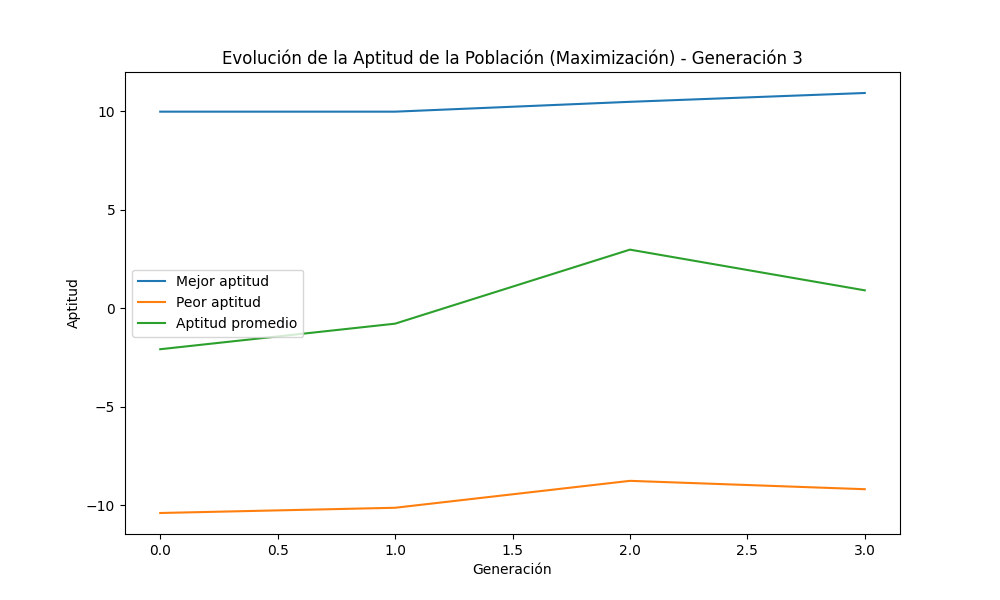 Evolución de la Aptitud de la Población (Maximización) - Generación 3
Aptitud
10
5
0
−5
−10
Mejor aptitud
Peor aptitud
Aptitud promedio
0.0 0.5 1.0 1.5 2.0 2.5 3.0
Generación